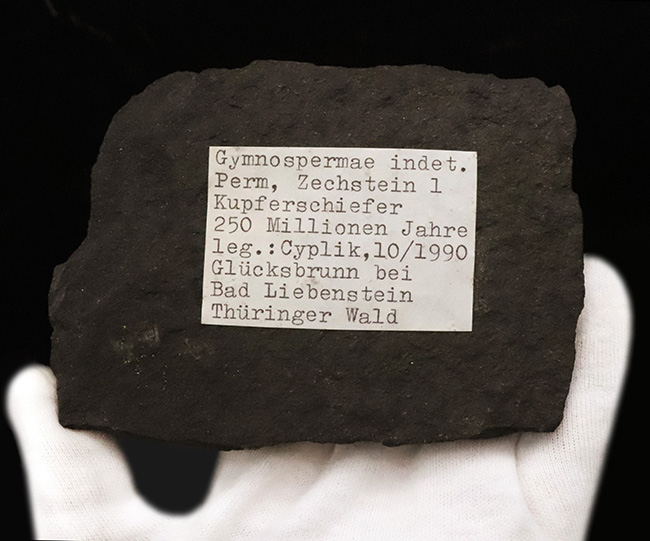 Gymnospermae indet.
Perm, Zechstein 1
Kupferschiefer
250 Millionen Jahre
leg.:Cyplik,10/1990
Glücksbrunn bei
Bad Liebenstein
Thüringer Wald